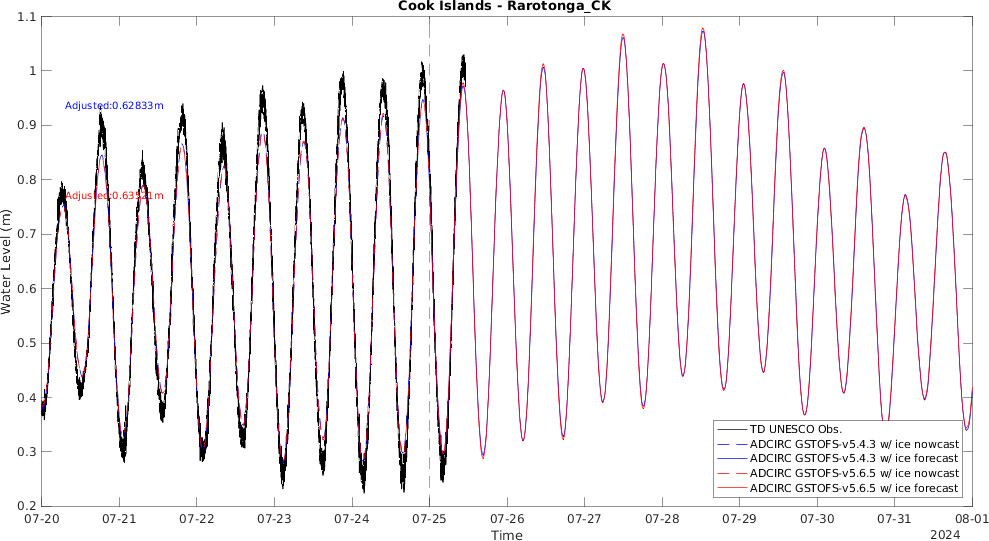 Cook Islands - Rarotonga_CK
Water Level (m)
1.1
1
0.9
0.8
0.7
0.6
0.5
0.4
0.3
0.2
Adjusted:0.62833m
Adjusted:0.63521m
TD UNESCO Obs.
ADCIRC GSTOFS-v5.4.3 w/ ice nowcast
ADCIRC GSTOFS-v5.4.3 w/ ice forecast
ADCIRC GSTOFS-v5.6.5 w/ ice nowcast
ADCIRC GSTOFS-v5.6.5 w/ ice forecast
07-20 07-21 07-22 07-23 07-24 07-25 07-26 07-27 07-28 07-29 07-30 07-31 08-01
Time
2024